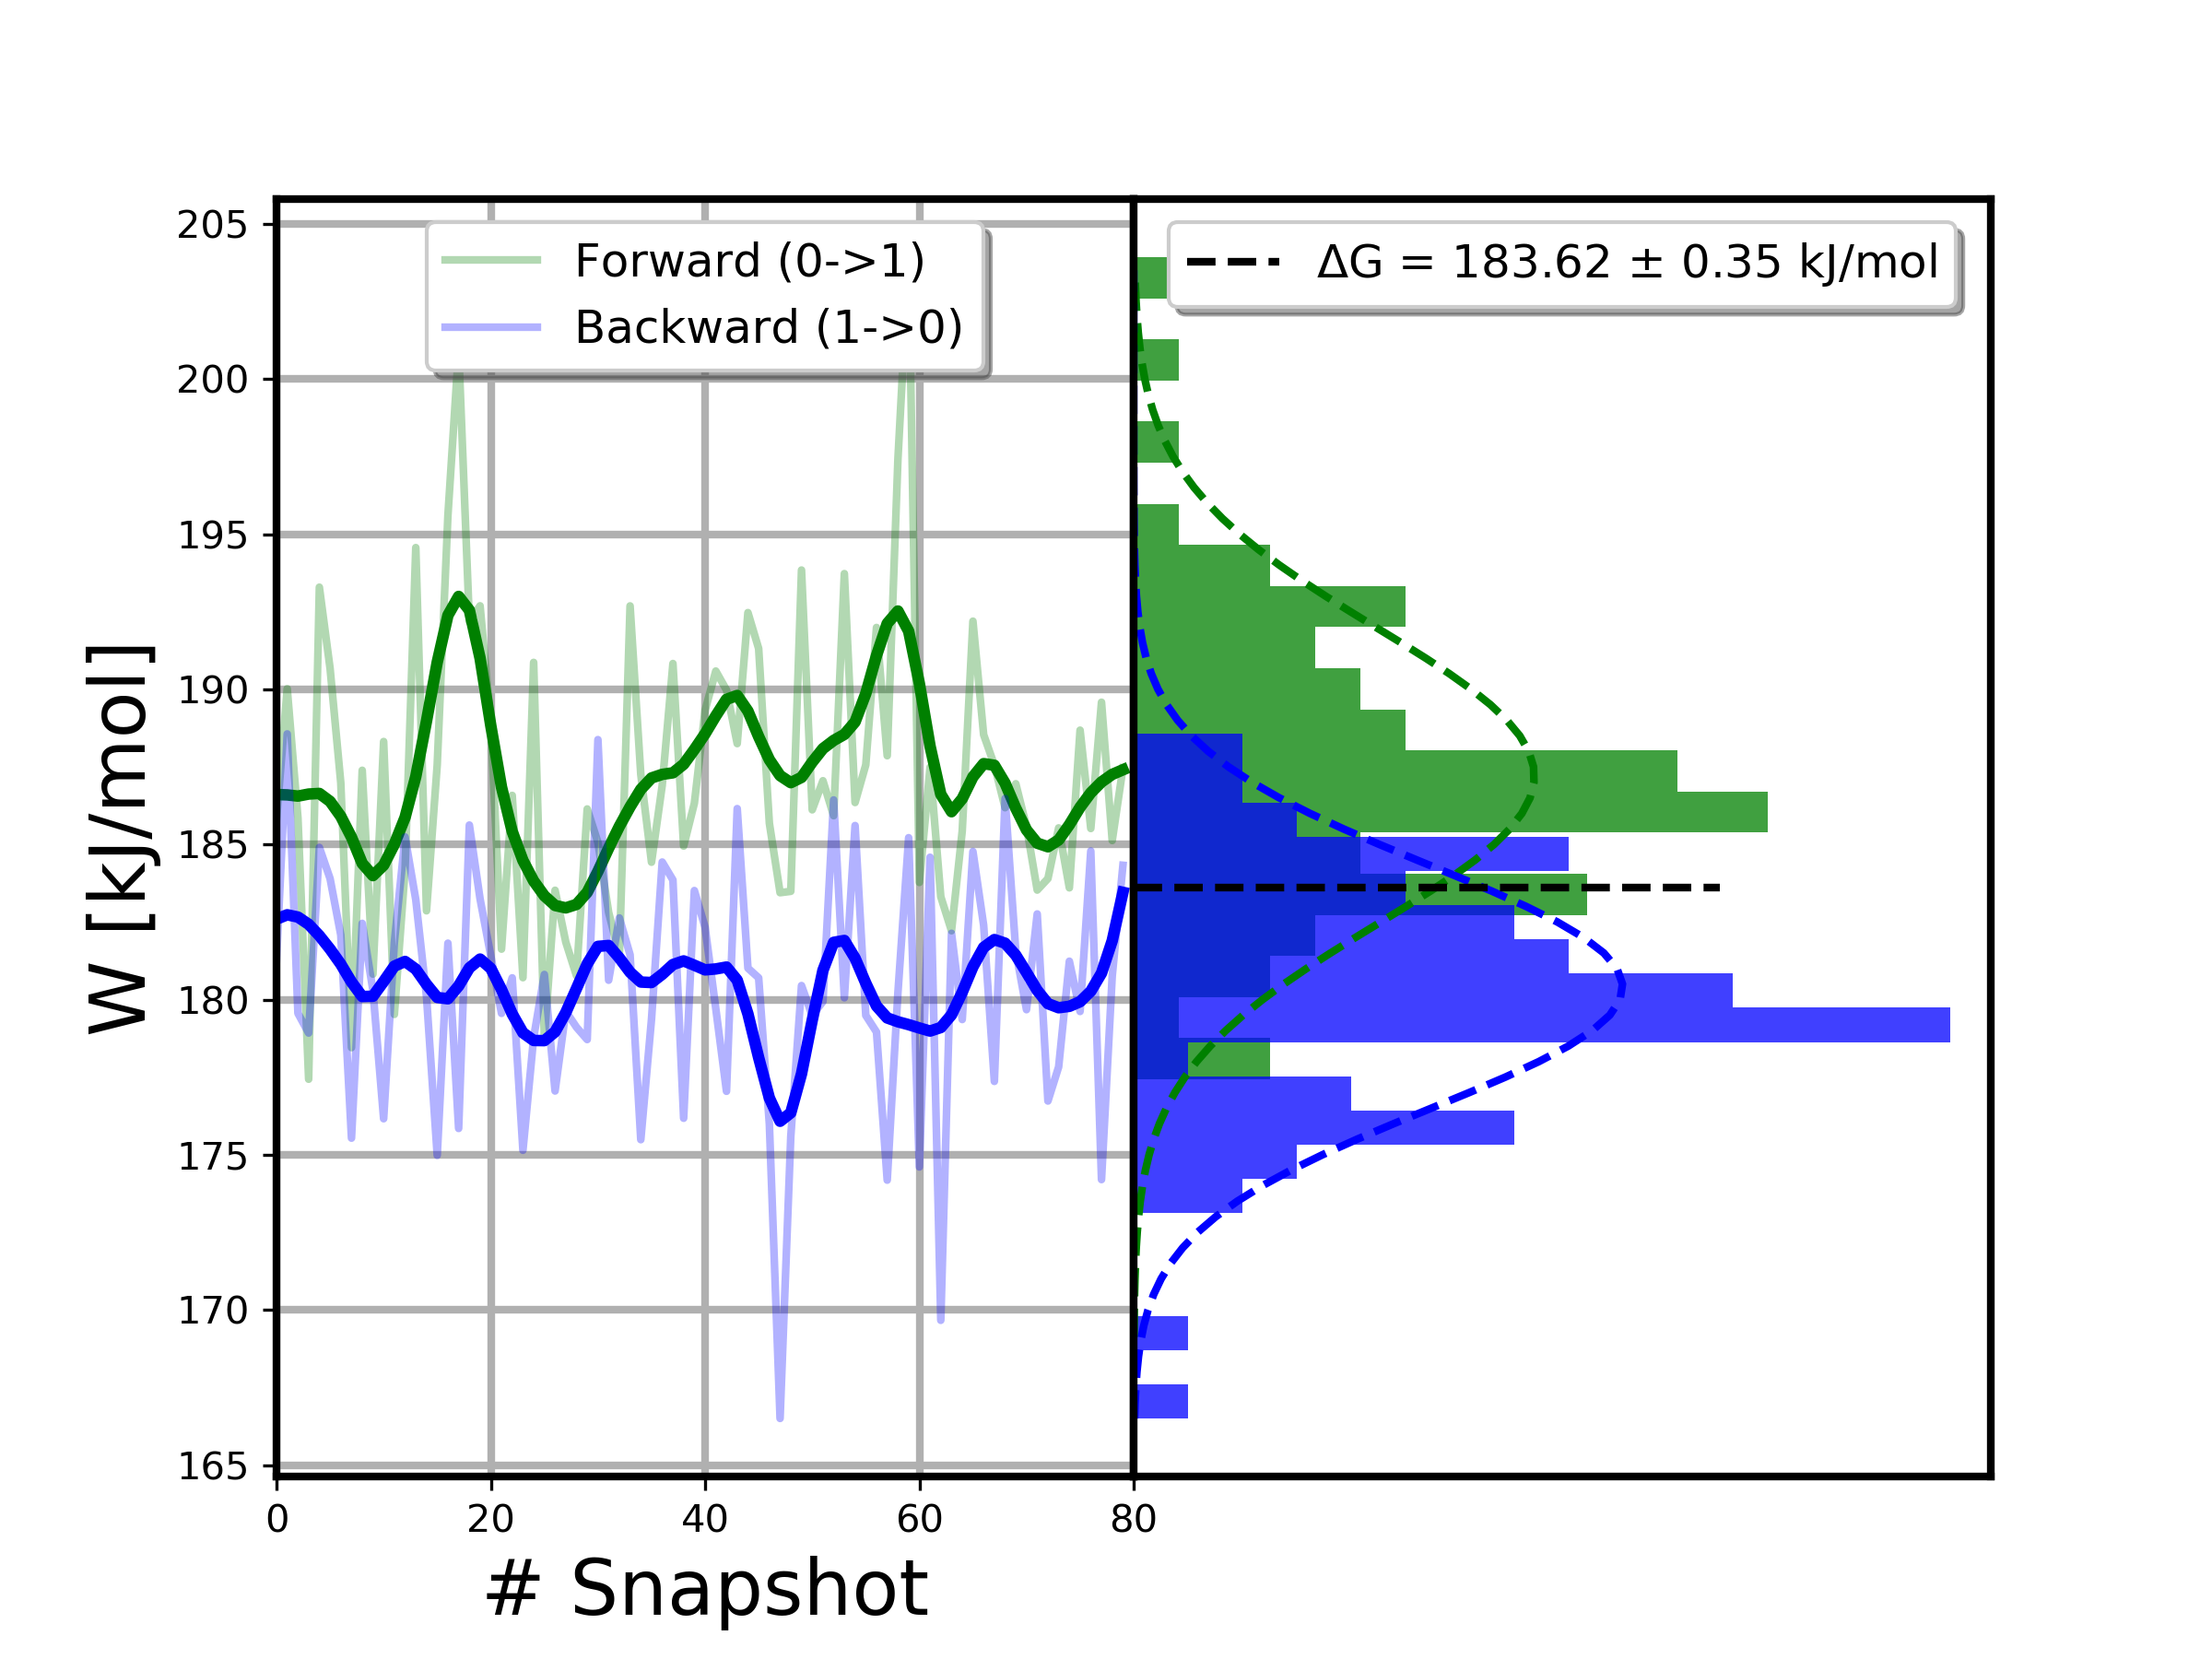 205
200
195
190
185
180
175
170
165
W [kJ/mol]
Forward (0->1)
Backward (1->0)
ΔG = 183.62 ± 0.35 kJ/mol
0 20 40 60 80
# Snapshot